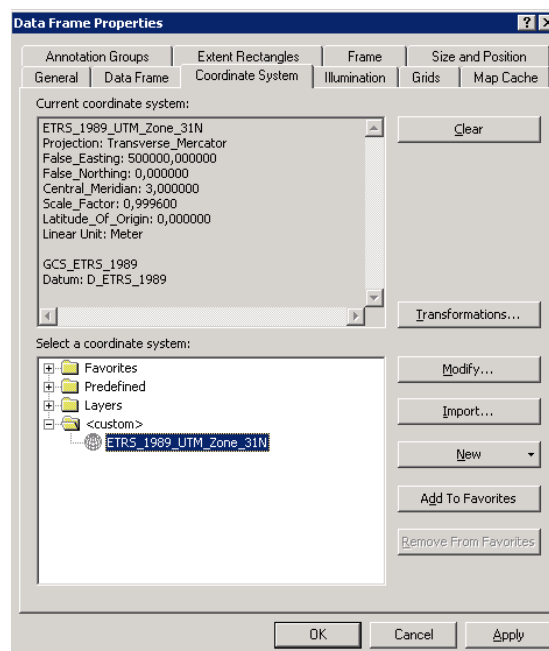 Data Frame Properties
Annotation Groups Extent Rectangles Frame Size and Position
General Data Frame Coordinate System Illumination Grids Map Cache
Current coordinate system:
ETRS_1989_UTM_Zone_31N
Projection: Transverse_Mercator
False_Easting: 500000,000000
False_Northing: 0,000000
Central_Meridian: 3,000000
Scale_Factor: 0,999600
Latitude_Of_Origin: 0,000000
Linear Unit: Meter
GCS_ETRS_1989
Datum: D_ETRS_1989
Clear
Transformations...
Select a coordinate system:
Favorites
Predefined
Layers
<custom>
ETRS_1989_UTM_Zone_31N
Modify...
Import...
New
Add To Favorites
Remove From Favorites
OK Cancel Apply